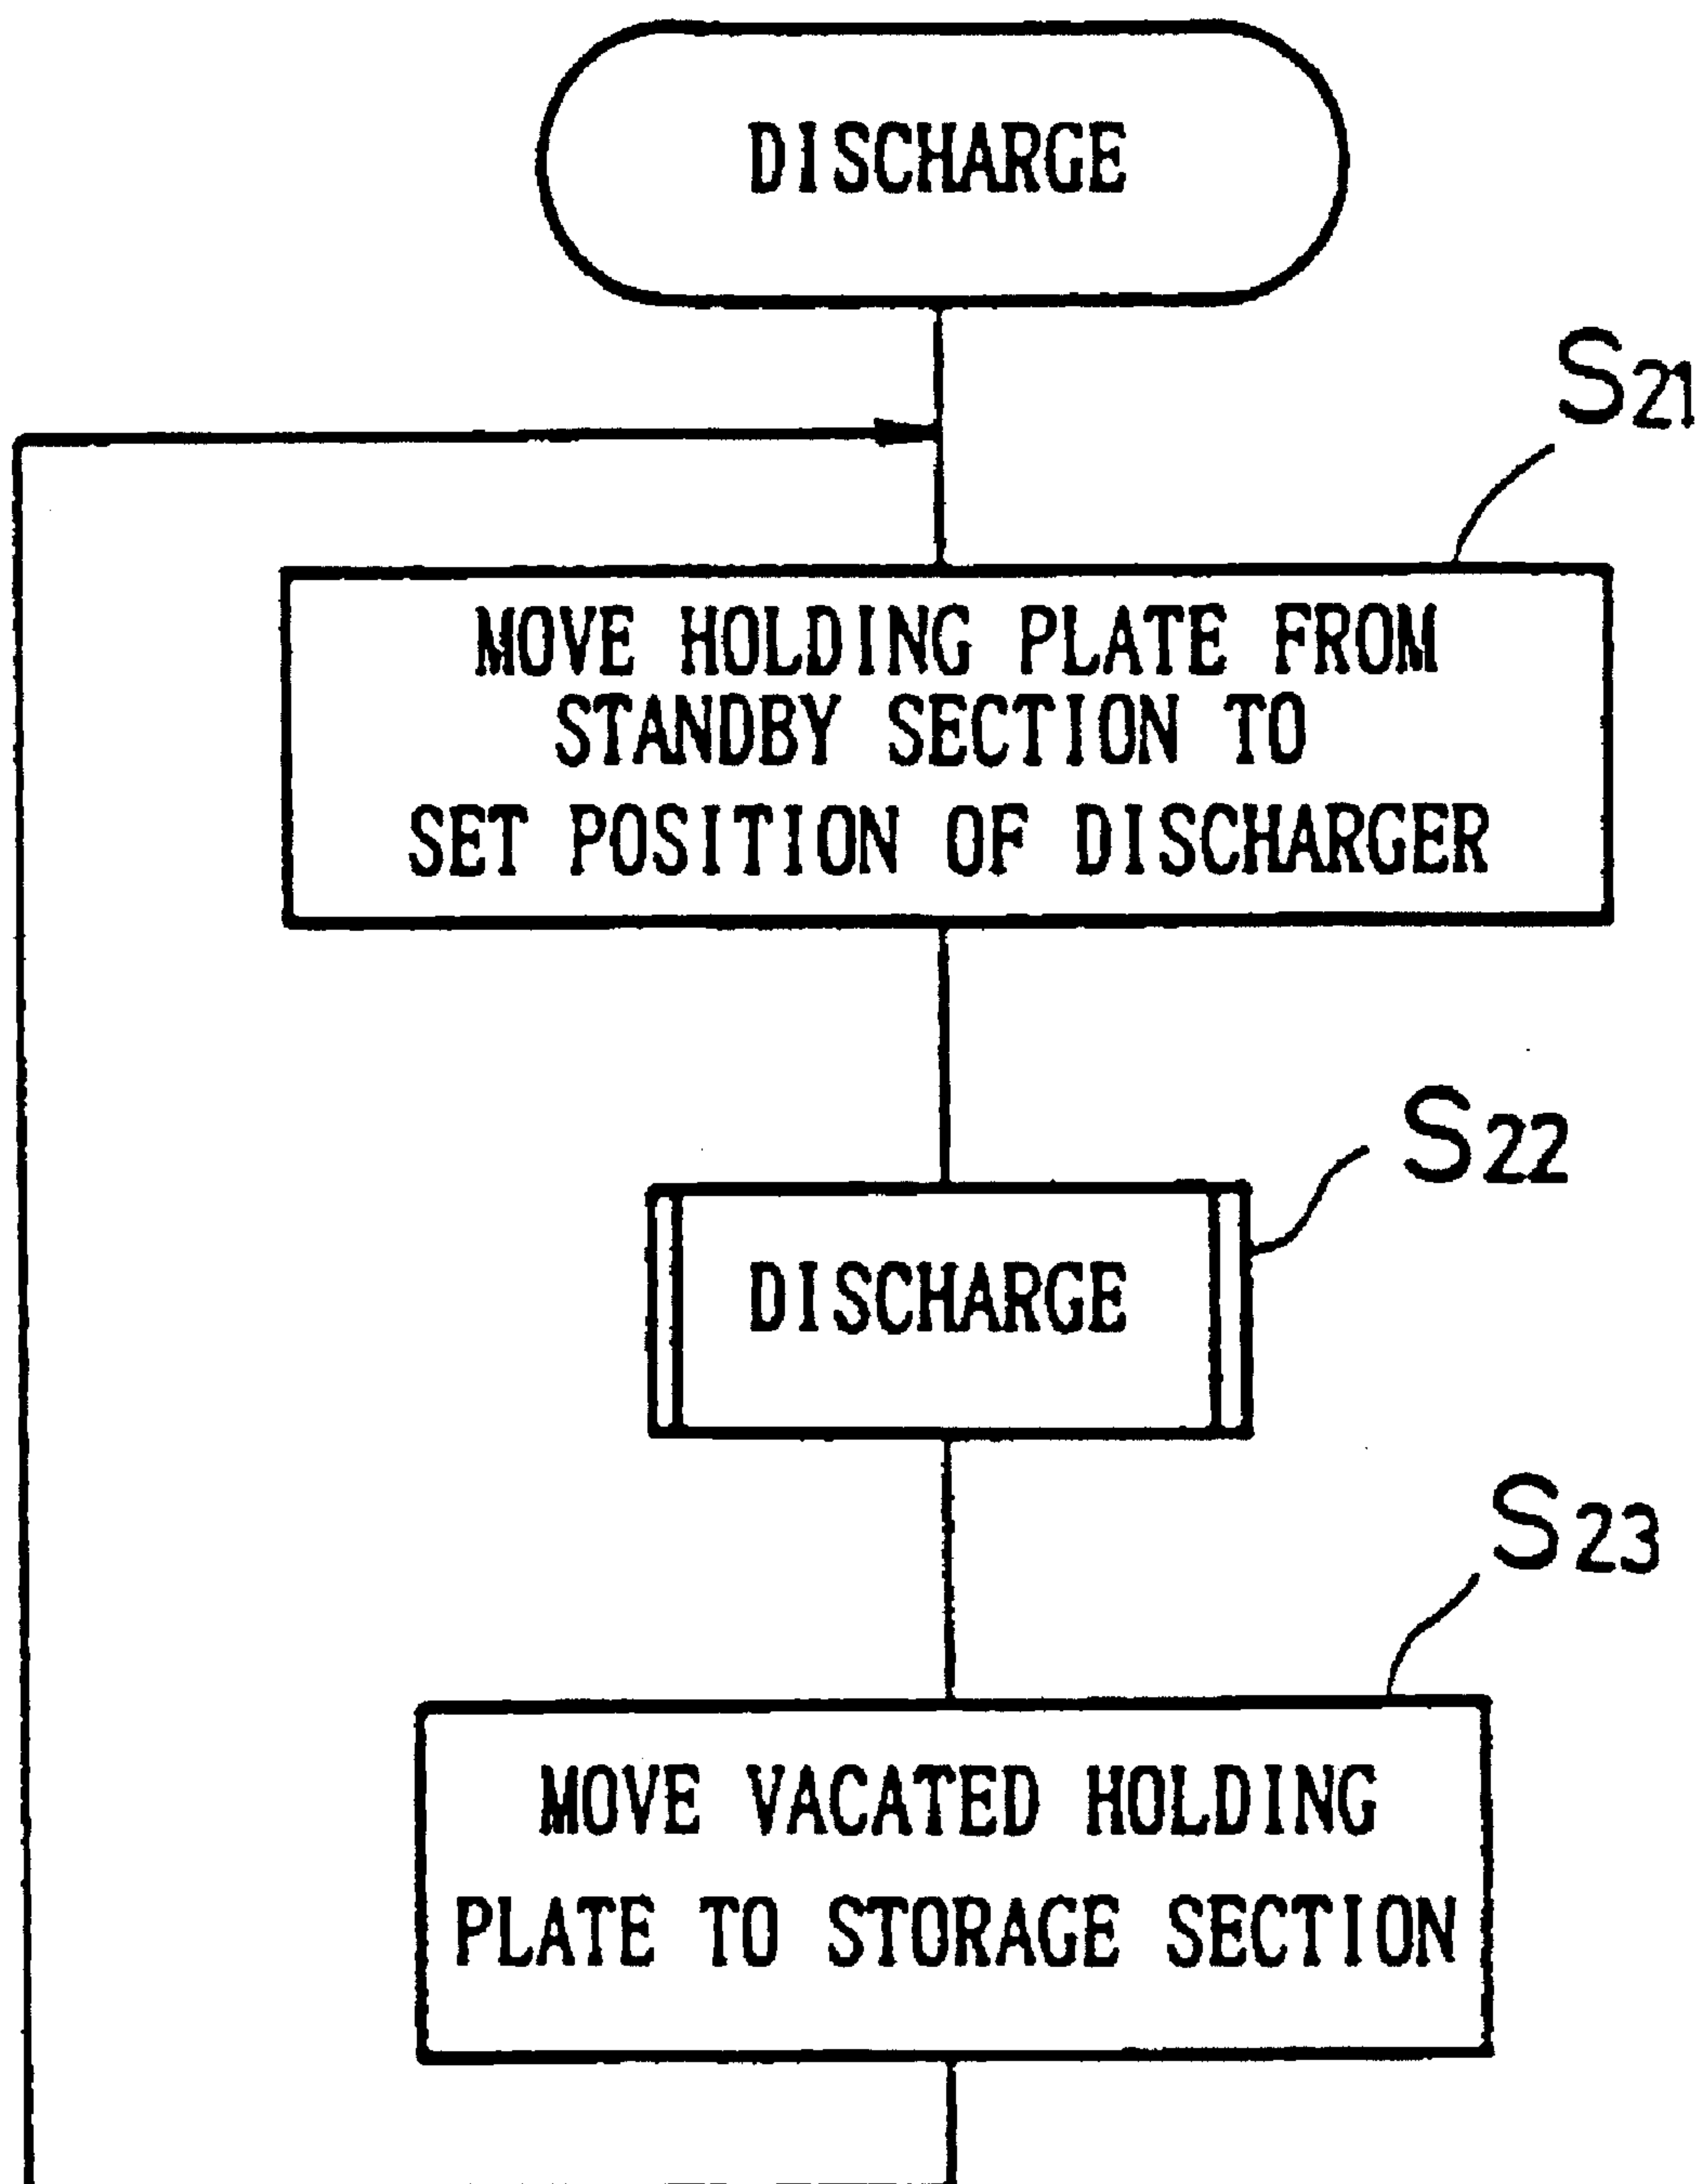 DISCHARGE
S21
MOVE HOLDING PLATE FROM
STANDBY SECTION TO
SET POSITION OF DISCHARGER
S22
DISCHARGE
S23
MOVE VACATED HOLDING
PLATE TO STORAGE SECTION